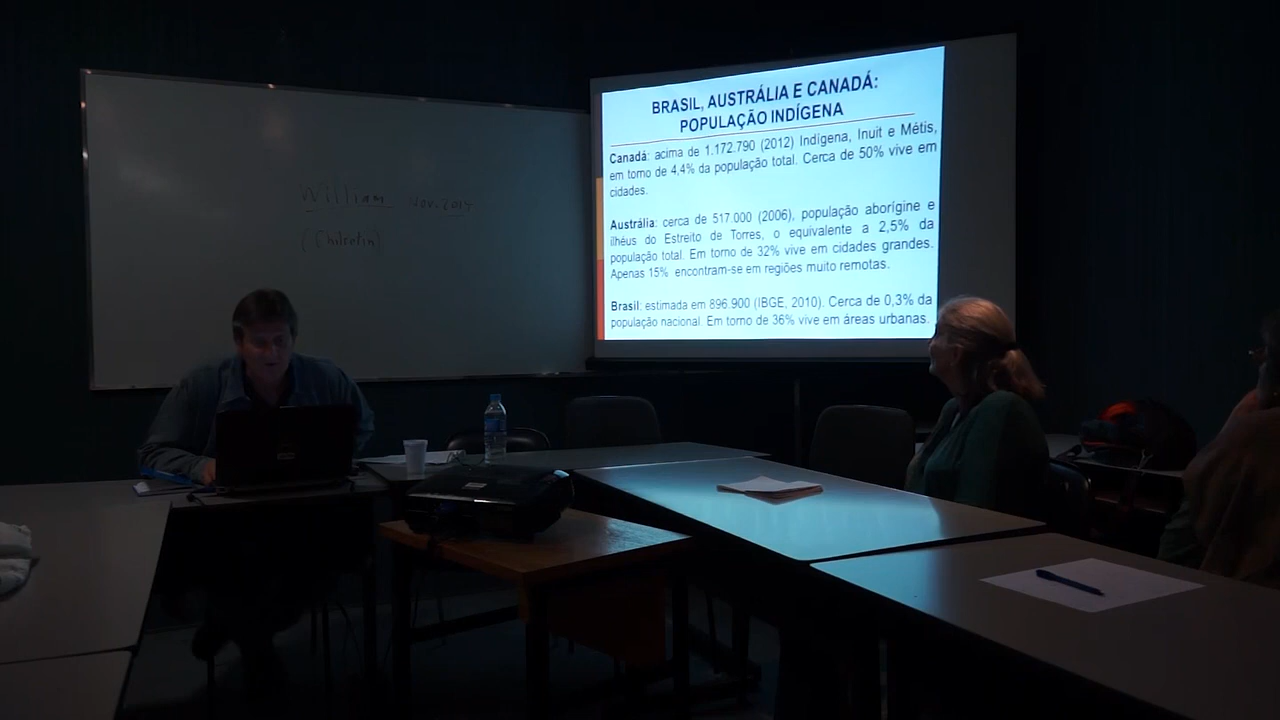 William Nov. 2014
BRASIL, AUSTRÁLIA E CANADÁ:
POPULAÇÃO INDÍGENA
Canadá: acima de 1.172.790 (2012) Indígena, Inuit e Métis,
em torno de 4,4% da população total. Cerca de 50% vive em
cidades.
Austrália: cerca de 517.000 (2006), população aborígine e
ilhéus do Estreito de Torres, o equivalente a 2,5% da
população total. Em torno de 32% vive em cidades grandes.
Apenas 15% encontram-se em regiões muito remotas.
Brasil: estimada em 896.900 (IBGE, 2010). Cerca de 0,3% da
população nacional. Em torno de 36% vive em áreas urbanas.